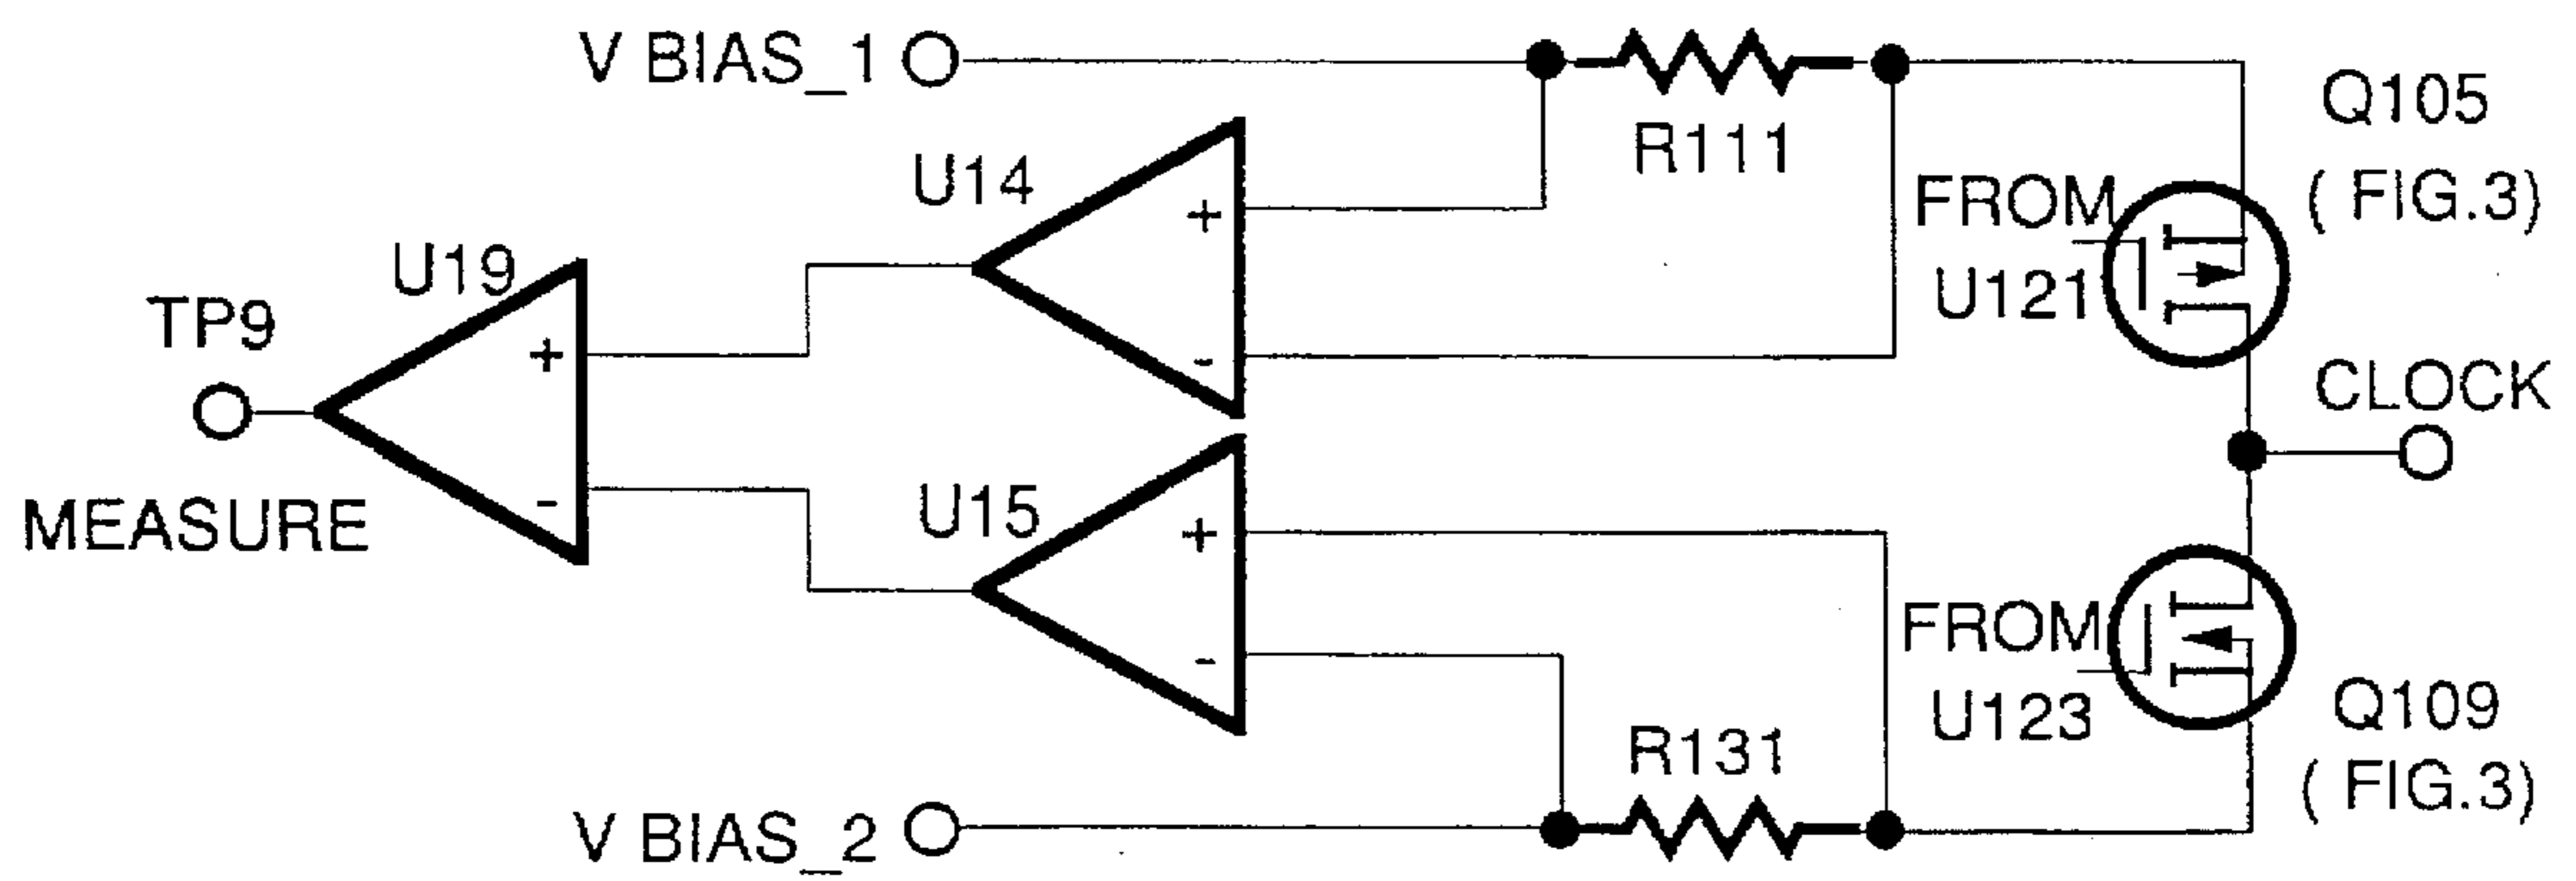 V BIAS_1
R111
Q105
( FIG.3)
U14
+
-
FROM
U121
U19
+
-
TP9
MEASURE
CLOCK
U15
+
-
FROM
U123
Q109
( FIG.3)
R131
V BIAS_2